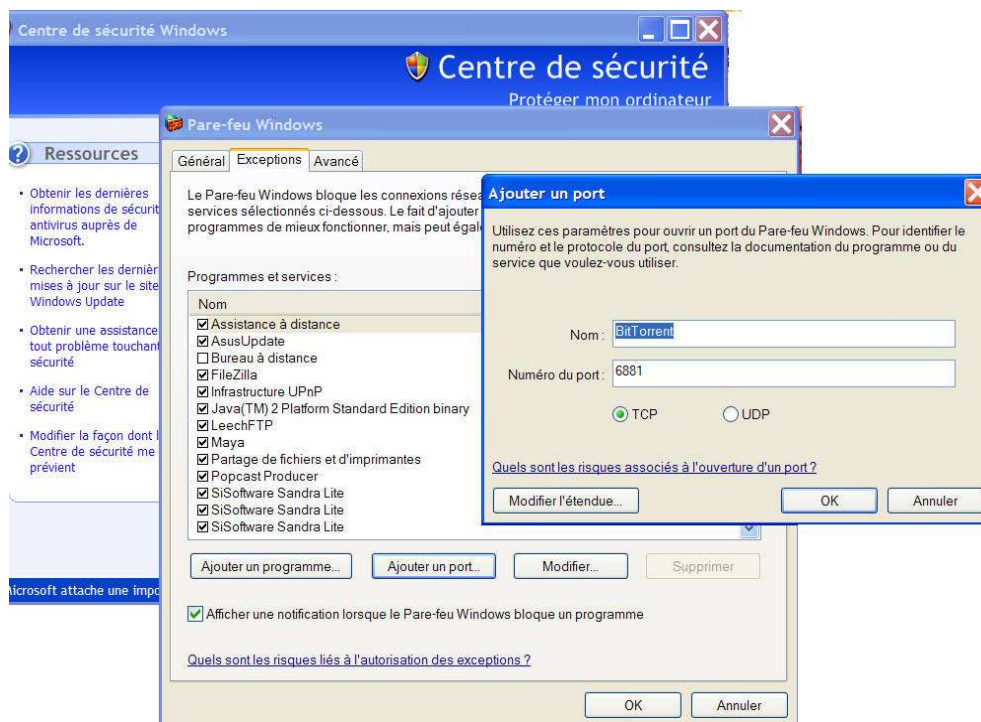 Centre de sécurité Windows
Centre de sécurité
Protéger mon ordinateur
Ressources
Obtenir les dernières
informations de sécurit
antivirus auprès de
Microsoft.
Rechercher les dernièr
mises à jour sur le site
Windows Update
Obtenir une assistance
tout problème touchant
sécurité
Aide sur le Centre de
sécurité
Modifier la façon dont l
Centre de sécurité me
prévient
icrosoft attache une impo
Pare-feu Windows
Général Exceptions Avancé
Le Pare-feu Windows bloque les connexions résea
services sélectionnés ci-dessous. Le fait d'ajouter
programmes de mieux fonctionner, mais peut égale
Programmes et services :
Nom
Assistance à distance
AsusUpdate
Bureau à distance
FileZilla
Infrastructure UPnP
Java(TM) 2 Platform Standard Edition binary
LeechFTP
Maya
Partage de fichiers et d'imprimantes
Popcast Producer
SiSoftware Sandra Lite
SiSoftware Sandra Lite
SiSoftware Sandra Lite
Ajouter un programme... Ajouter un port... Modifier... Supprimer
Afficher une notification lorsque le Pare-feu Windows bloque un programme
Quels sont les risques liés à l'autorisation des exceptions ?
OK Annuler
Ajouter un port
Utilisez ces paramètres pour ouvrir un port du Pare-feu Windows. Pour identifier le
numéro et le protocole du port, consultez la documentation du programme ou du
service que voulez-vous utiliser.
Nom : BitTorrent
Numéro du port : 6881
TCP UDP
Quels sont les risques associés à l'ouverture d'un port ?
Modifier l'étendue... OK Annuler